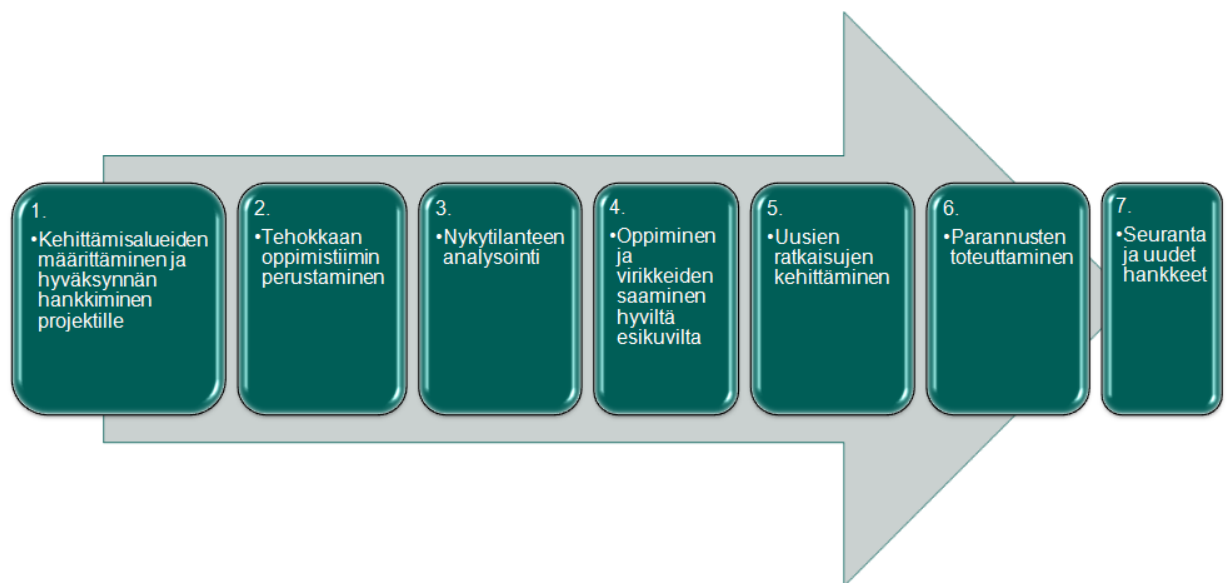 1.
•Kehittämisalueiden
määrittäminen ja
hyväksynnän
hankkiminen
projektille
2.
•Tehokkaan
oppimistiimin
perustaminen
3.
•Nykytilanteen
analysointi
4.
•Oppiminen
ja
virikkeiden
saaminen
hyviltä
esikuvilta
5.
•Uusien
ratkaisujen
kehittäminen
6.
•Parannusten
toteuttaminen
7.
•Seuranta
ja uudet
hankkeet